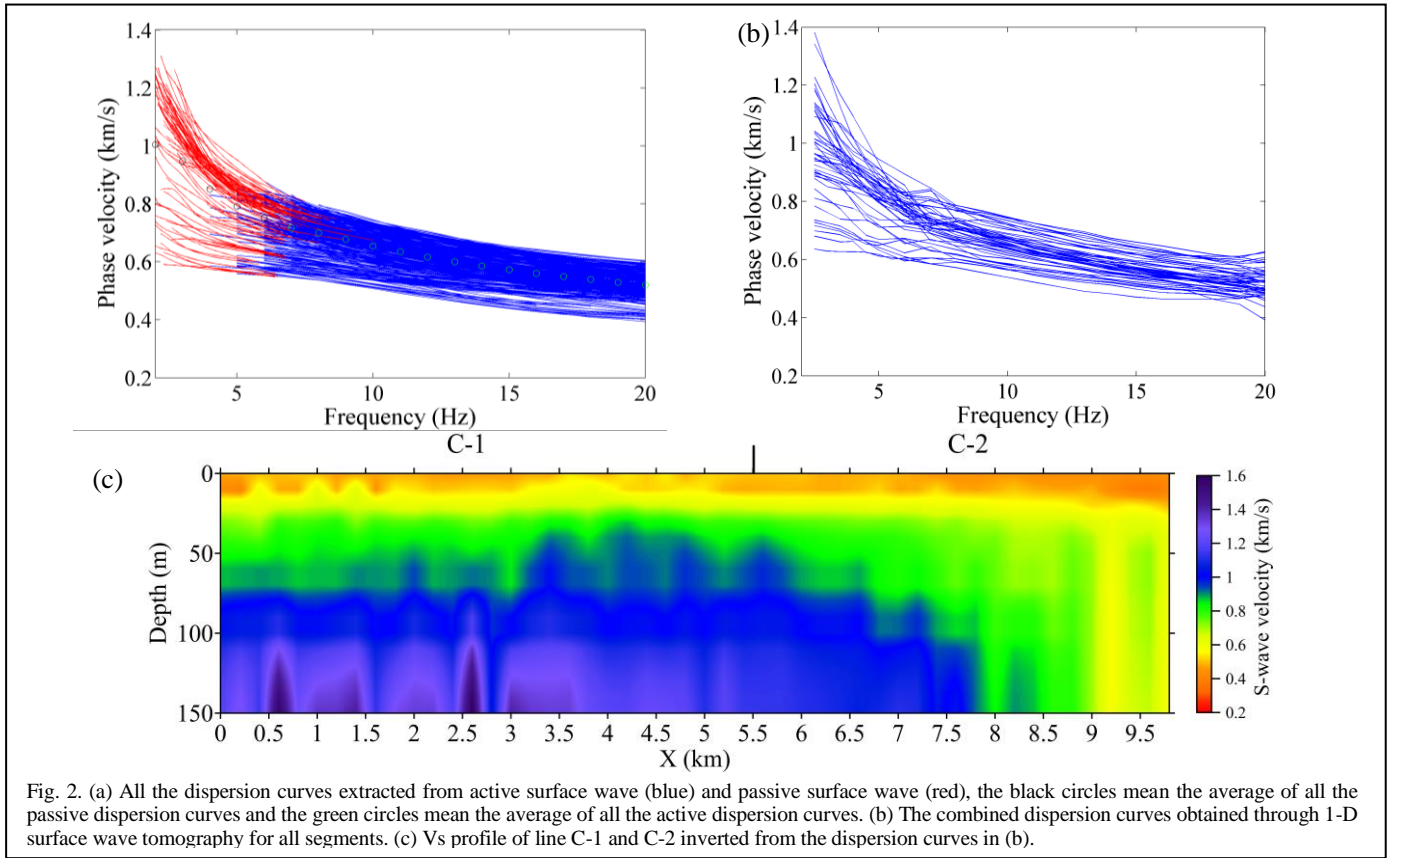 1.4
1.2
1
0.8
0.6
0.4
0.2
Phase velocity (km/s)
5 10 15 20
Frequency (Hz)
(b)
1.4
1.2
1
0.8
0.6
0.4
0.2
Phase velocity (km/s)
5 10 15 20
Frequency (Hz)
C-1 C-2
(c)
0
50
100
150
Depth (m)
0 0.5 1 1.5 2 2.5 3 3.5 4 4.5 5 5.5 6 6.5 7 7.5 8 8.5 9 9.5
X (km)
1.6
1.4
1.2
1
0.8
0.6
0.4
0.2
S-wave velocity (km/s)
Fig. 2. (a) All the dispersion curves extracted from active surface wave (blue) and passive surface wave (red), the black circles mean the average of all the
passive dispersion curves and the green circles mean the average of all the active dispersion curves. (b) The combined dispersion curves obtained through 1-D
surface wave tomography for all segments. (c) Vs profile of line C-1 and C-2 inverted from the dispersion curves in (b).